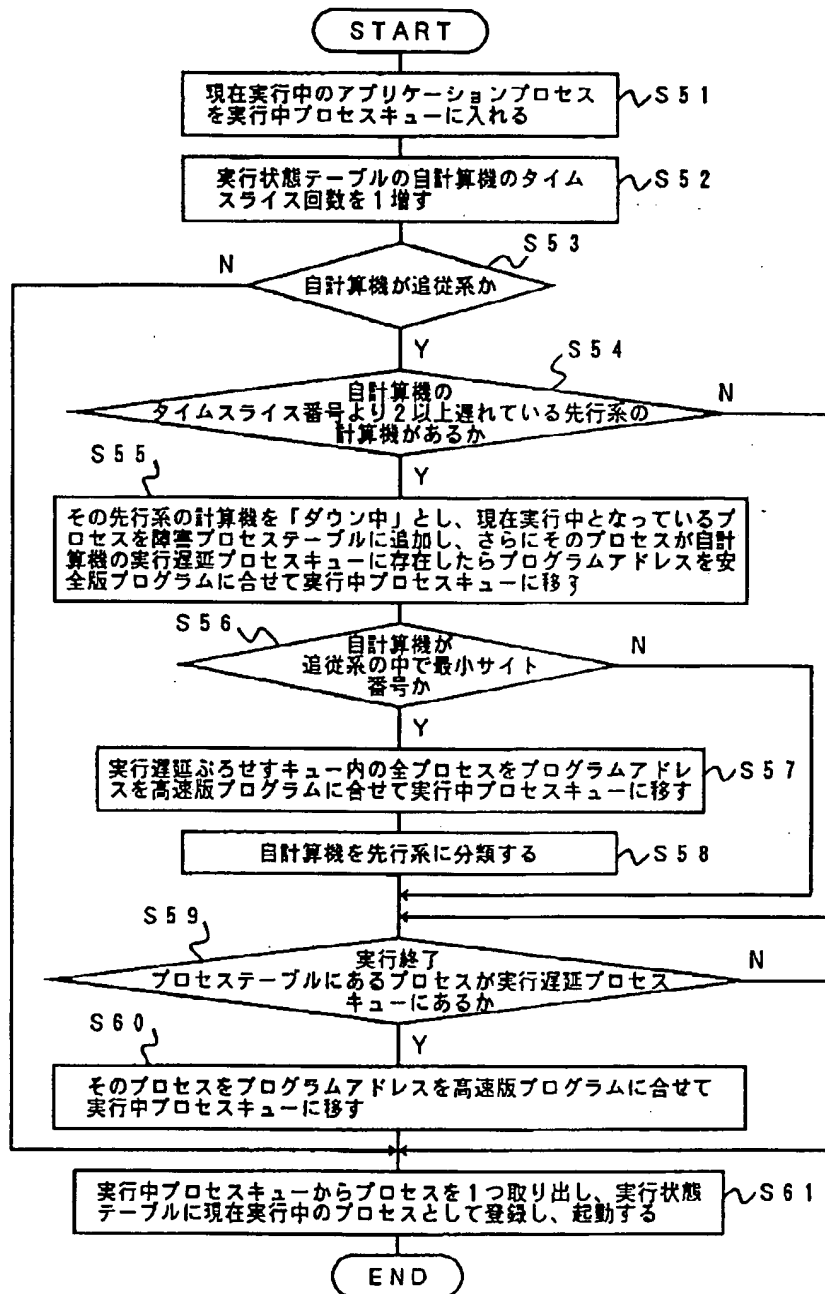 START
現在実行中のアプリケーションプロセス
を実行中プロセスキューに入れる
S51
実行状態テーブルの自計算機のタイム
スライス回数を1増す
S52
S53
N
自計算機が追従系か
Y
S54
自計算機の
タイムスライス番号より2以上遅れている先行系の
計算機があるか
N
S55
Y
その先行系の計算機を「ダウン中」とし、現在実行中となっているプ
ロセスを障害プロセステーブルに追加し、さらにそのプロセスが自計
算機の実行遅延プロセスキューに存在したらプログラムアドレスを安
全版プログラムに合せて実行中プロセスキューに移す
S56
自計算機が
追従系の中で最小サイト
番号か
N
Y
実行遅延ぷろせすキュー内の全プロセスをプログラムアドレ
スを高速版プログラムに合せて実行中プロセスキューに移す
S57
自計算機を先行系に分類する
S58
S59
実行終了
プロセステーブルにあるプロセスが実行遅延プロセス
キューにあるか
N
S60
Y
そのプロセスをプログラムアドレスを高速版プログラムに合せて
実行中プロセスキューに移す
実行中プロセスキューからプロセスを1つ取り出し、実行状態
テーブルに現在実行中のプロセスとして登録し、起動する
S61
END